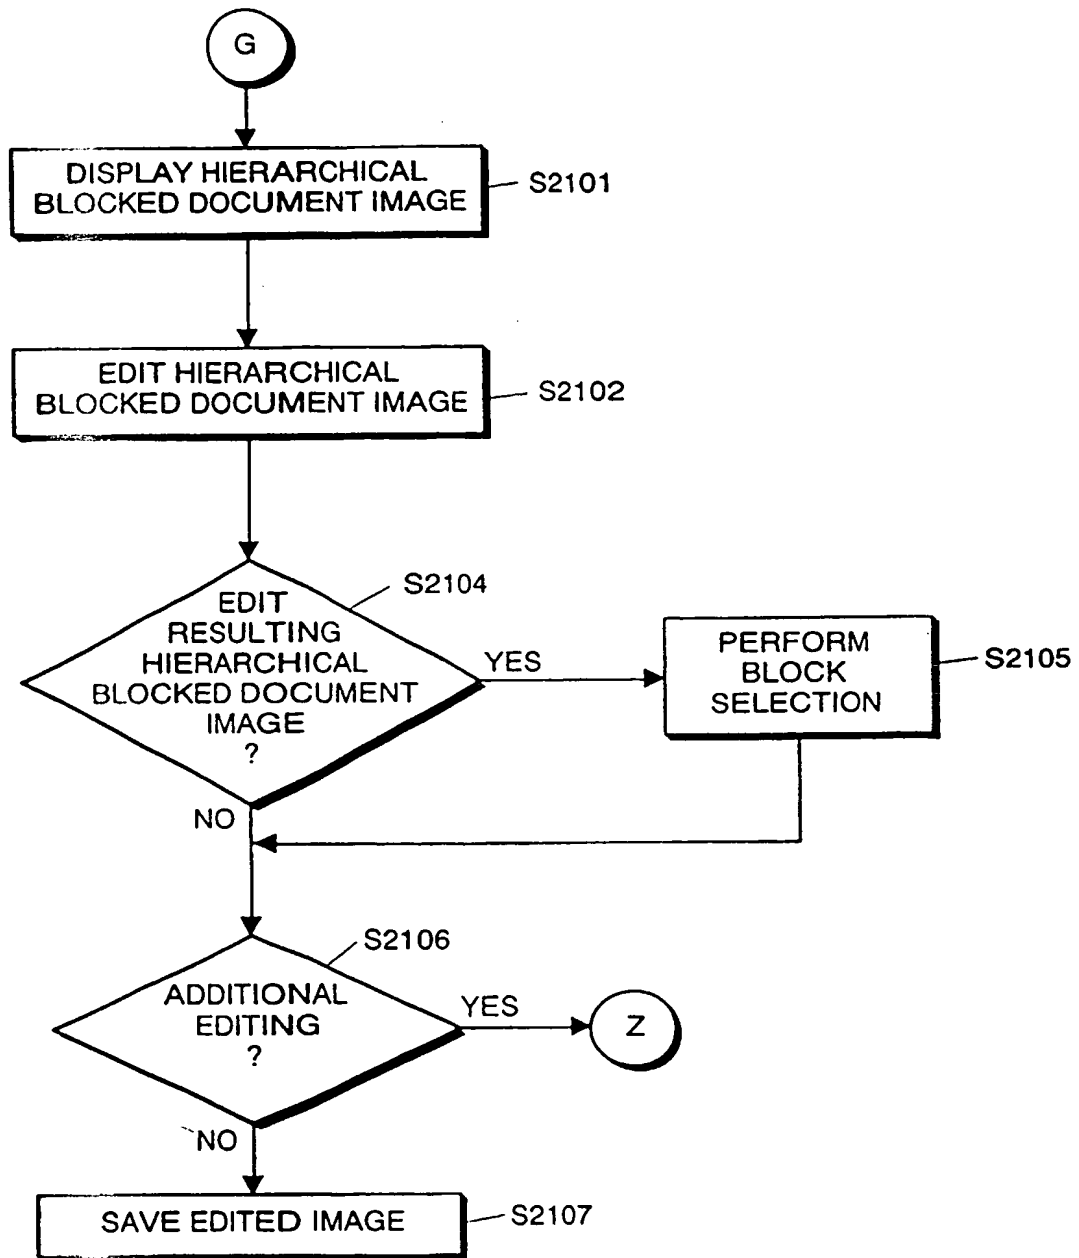 G
DISPLAY HIERARCHICAL
BLOCKED DOCUMENT IMAGE
S2101
EDIT HIERARCHICAL
BLOCKED DOCUMENT IMAGE
S2102
S2104
EDIT
RESULTING
HIERARCHICAL
BLOCKED DOCUMENT
IMAGE
?
YES
PERFORM
BLOCK
SELECTION
S2105
NO
S2106
ADDITIONAL
EDITING
?
YES
Z
NO
SAVE EDITED IMAGE
S2107